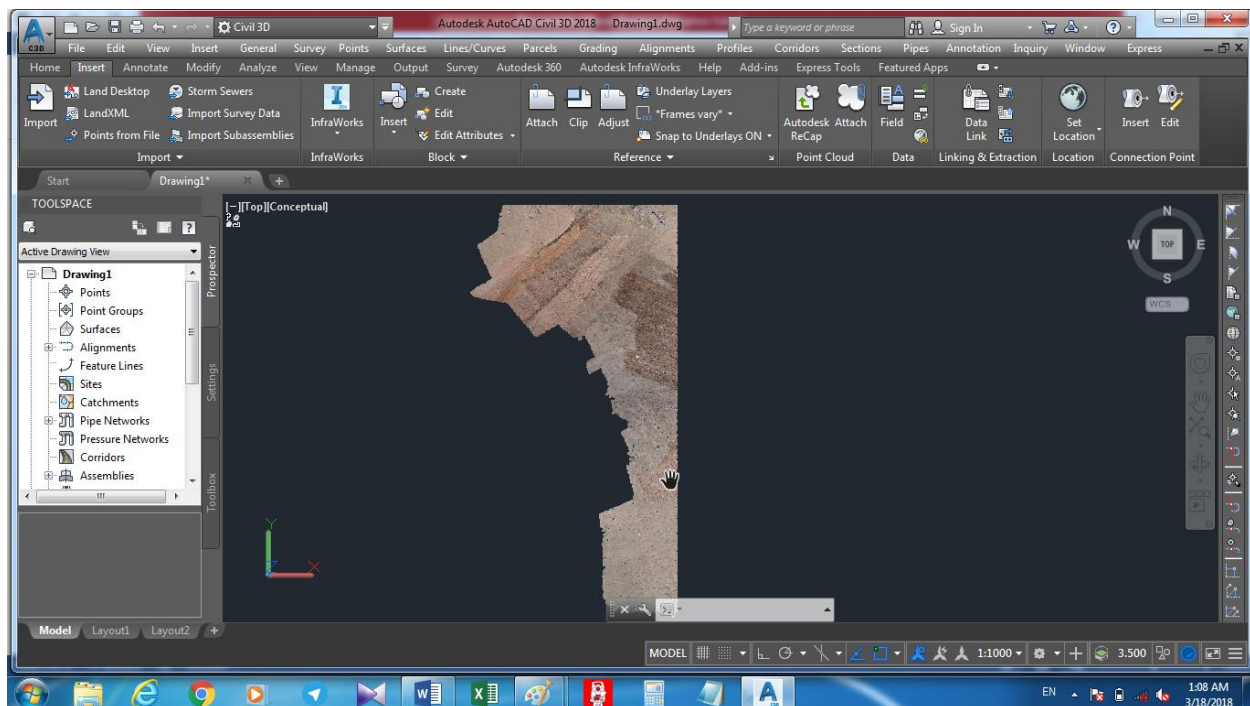 C3D
Civil 3D
Autodesk AutoCAD Civil 3D 2018 Drawing1.dwg
Type a keyword or phrase
Sign In
File Edit View Insert General Survey Points Surfaces Lines/Curves Parcels Grading Alignments Profiles Corridors Sections Pipes Annotation Inquiry Window Express
Home Insert Annotate Modify Analyze View Manage Output Survey Autodesk 360 Autodesk InfraWorks Help Add-ins Express Tools Featured Apps
Import
Land Desktop
LandXML
Points from File
Storm Sewers
Import Survey Data
Import Subassemblies
InfraWorks
Insert
Create
Edit
Edit Attributes
Attach
Clip
Adjust
Underlay Layers
*Frames vary*
Snap to Underlays ON
Autodesk
ReCap
Attach
Field
Data
Link
Set
Location
Insert
Edit
Import InfraWorks Block Reference Point Cloud Data Linking & Extraction Location Connection Point
Start Drawing1*
TOOLSPACE
Active Drawing View
Drawing1
Points
Point Groups
Surfaces
Alignments
Feature Lines
Sites
Catchments
Pipe Networks
Pressure Networks
Corridors
Assemblies
Prospector
Settings
Toolbox
[−][Top][Conceptual]
N
W TOP E
S
WCS
Y
X
Model Layout1 Layout2
MODEL 1:1000 3.500
EN 1:08 AM
3/18/2018